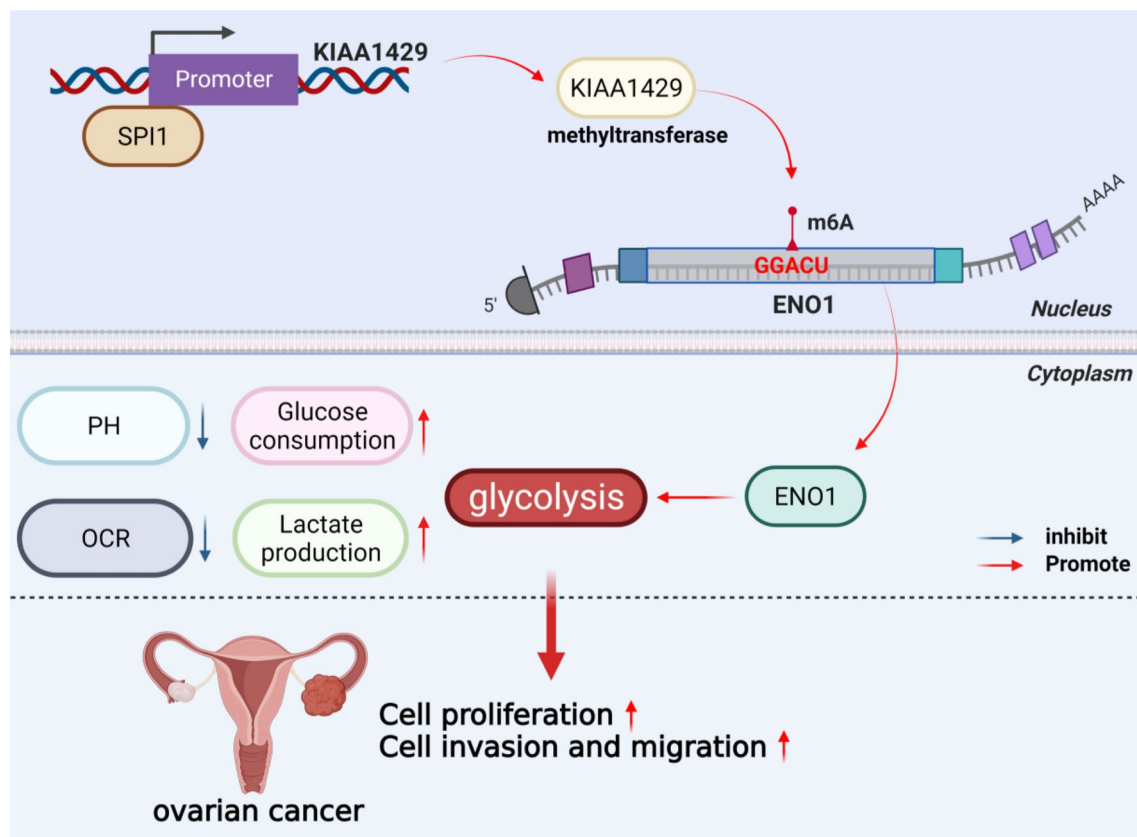 KIAA1429
Promoter
SPI1
KIAA1429
methyltransferase
m6A
AAAA
GGACU
5'
ENO1
Nucleus
Cytoplasm
PH
Glucose
consumption
OCR
Lactate
production
glycolysis
ENO1
inhibit
Promote
Cell proliferation
Cell invasion and migration
ovarian cancer